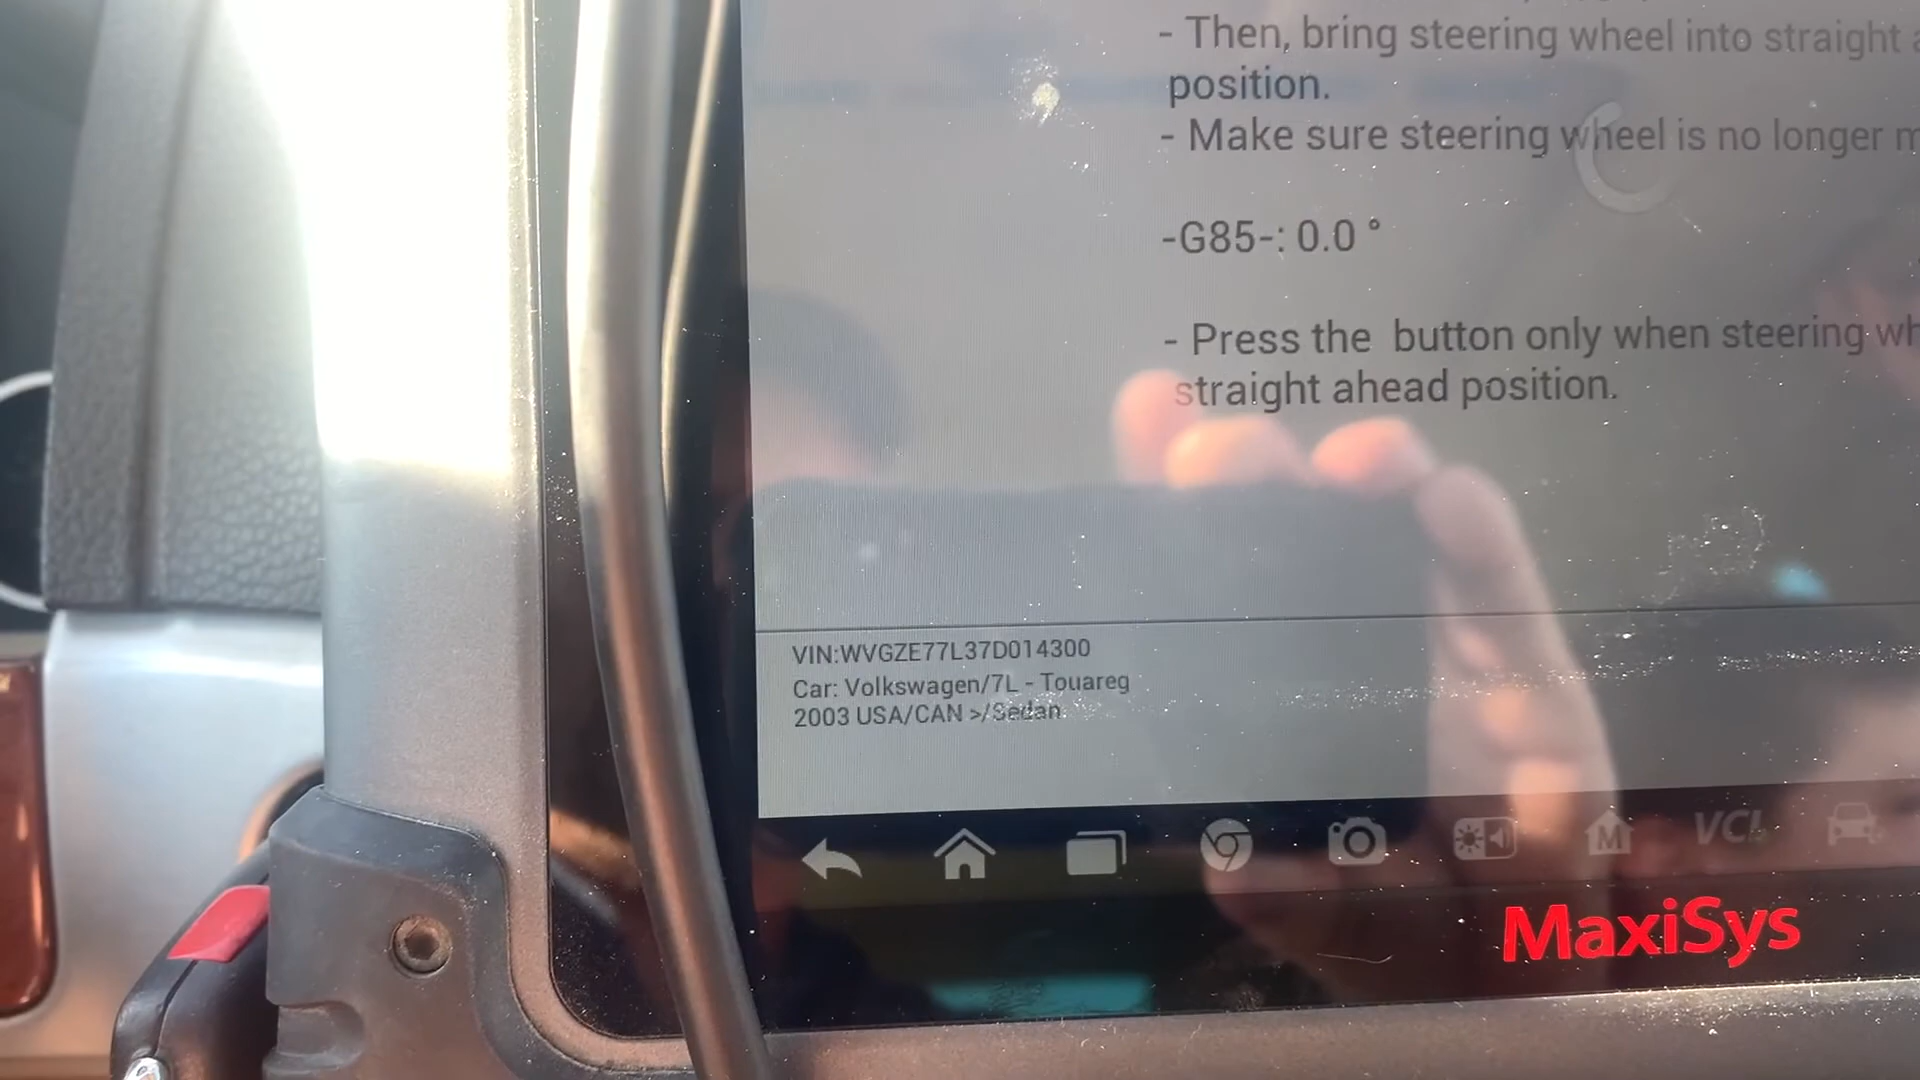 - Then, bring steering wheel into straight
position.
- Make sure steering wheel is no longer
-G85-: 0.0 °
- Press the  button only when steering
straight ahead position.
VIN:WVGZE77L37D014300
Car: Volkswagen/7L - Touareg
2003 USA/CAN >/Sedan
M
VCI
MaxiSys